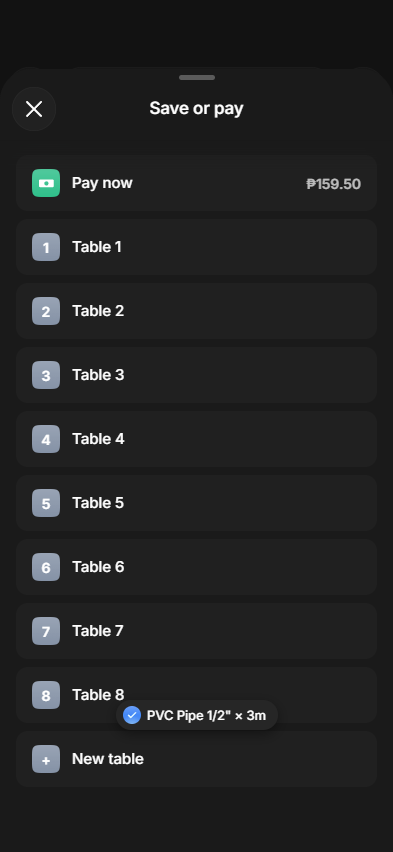 Save or pay
Pay now ₱159.50
1 Table 1
2 Table 2
3 Table 3
4 Table 4
5 Table 5
6 Table 6
7 Table 7
8 Table 8
PVC Pipe 1/2" × 3m
+ New table